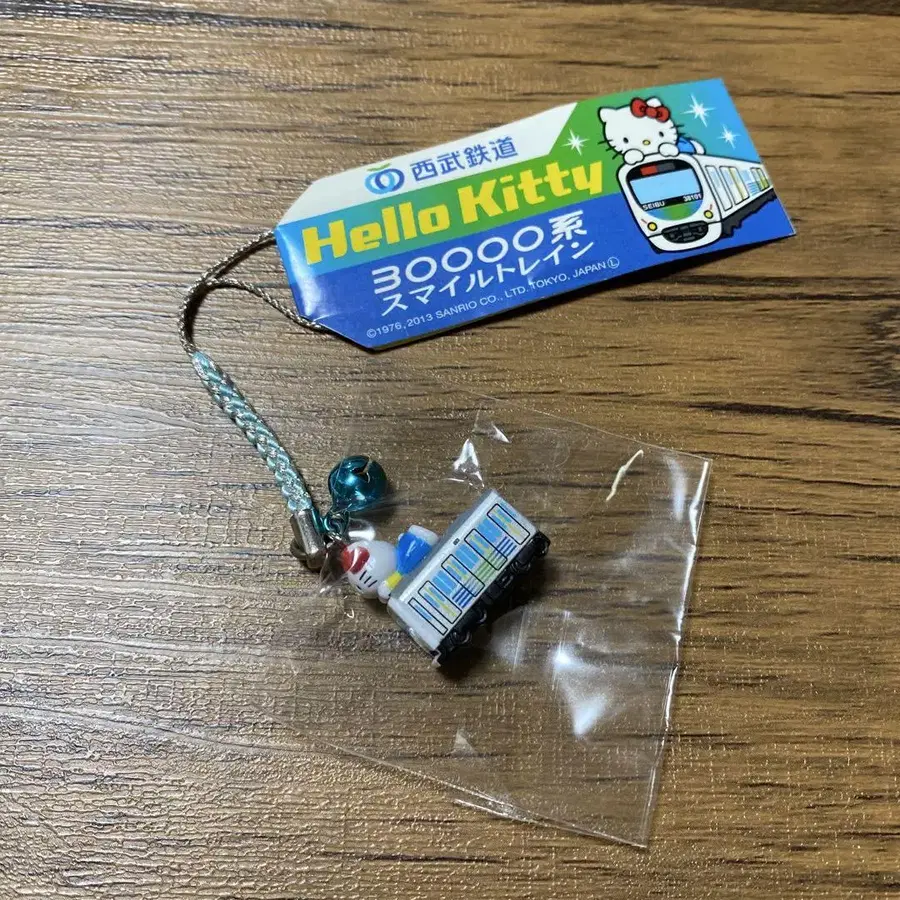 西武鉄道
Hello Kitty
30000系
スマイルトレイン
©1976, 2013 SANRIO CO., LTD. TOKYO, JAPAN Ⓛ
SEIBU 38101